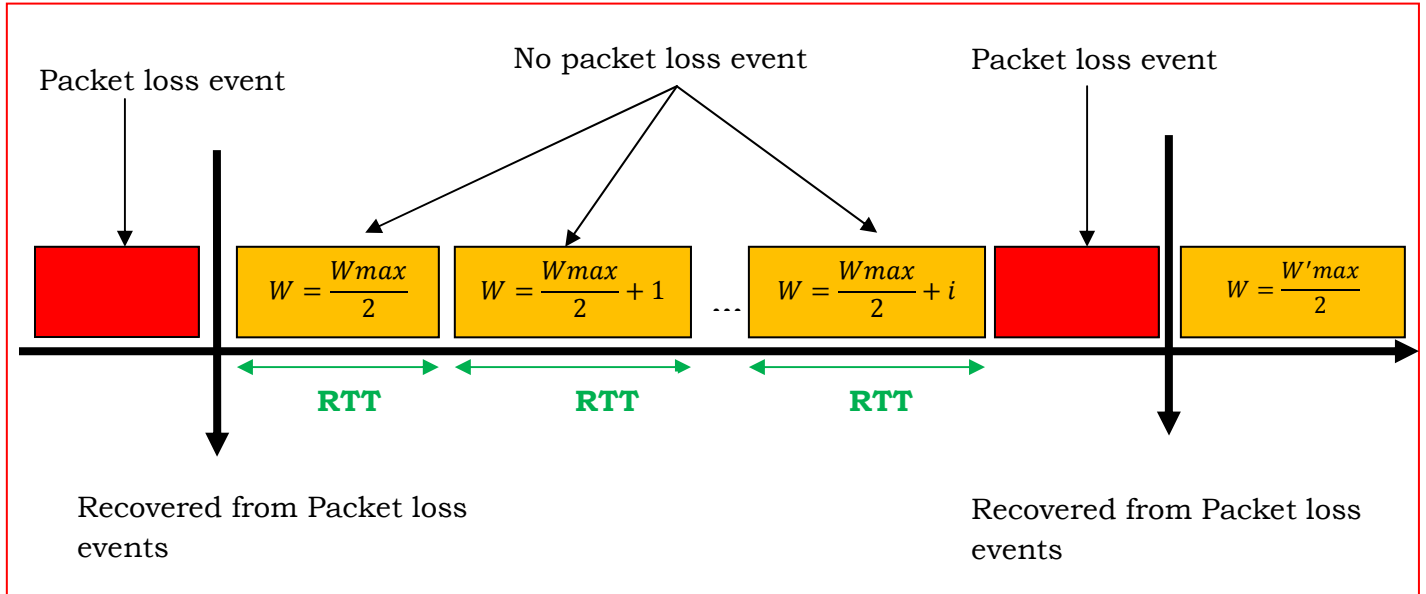 No packet loss event
Packet loss event
Packet loss event
W = Wmax/2
W = Wmax/2 + 1
...
W = Wmax/2 + i
W = W'max/2
RTT
RTT
RTT
Recovered from Packet loss
events
Recovered from Packet loss
events